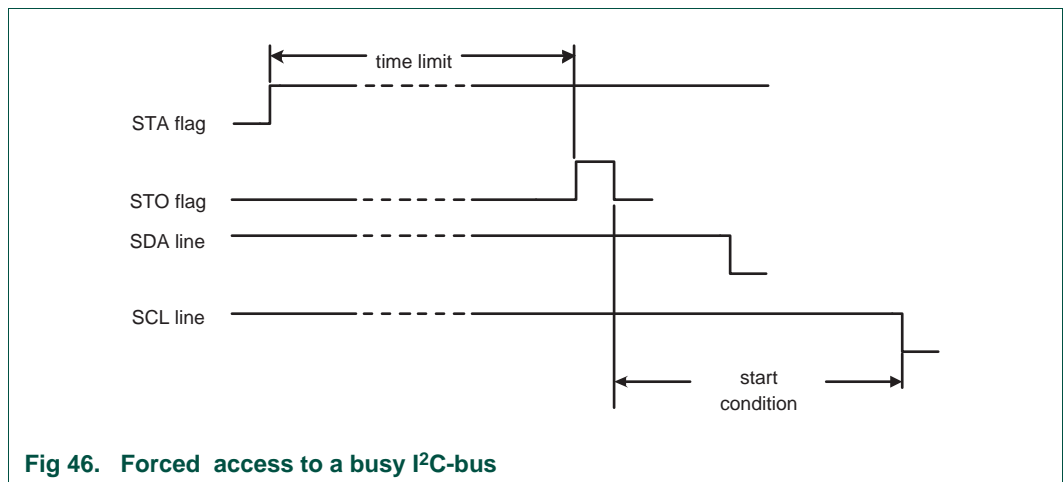 time limit
STA flag
STO flag
SDA line
SCL line
start
condition
Fig 46. Forced access to a busy I²C-bus